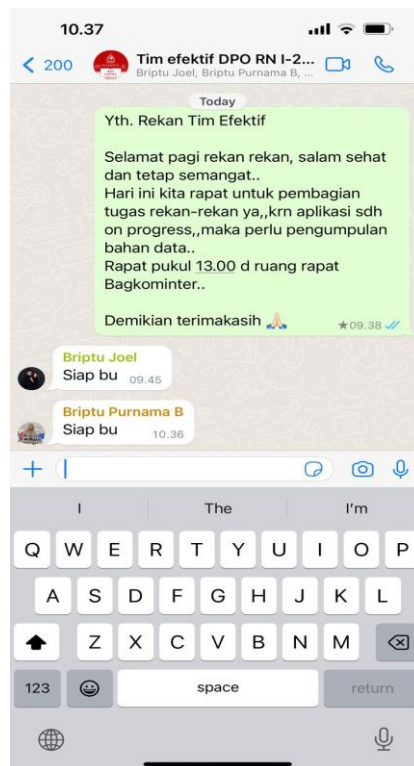 10.37
200
Tim efektif DPO RN I-2...
Briptu Joel, Briptu Purnama B, ...
Today
Yth. Rekan Tim Efektif
Selamat pagi rekan rekan, salam sehat
dan tetap semangat..
Hari ini kita rapat untuk pembagian
tugas rekan-rekan ya,,krn aplikasi sdh
on progress,,maka perlu pengumpulan
bahan data..
Rapat pukul 13.00 d ruang rapat
Bagkominter..
Demikian terimakasih 🙏🏻
★09.38
Briptu Joel
Siap bu 09.45
Briptu Purnama B
Siap bu 10.36
I The I'm
Q W E R T Y U I O P
A S D F G H J K L
Z X C V B N M
123 space return